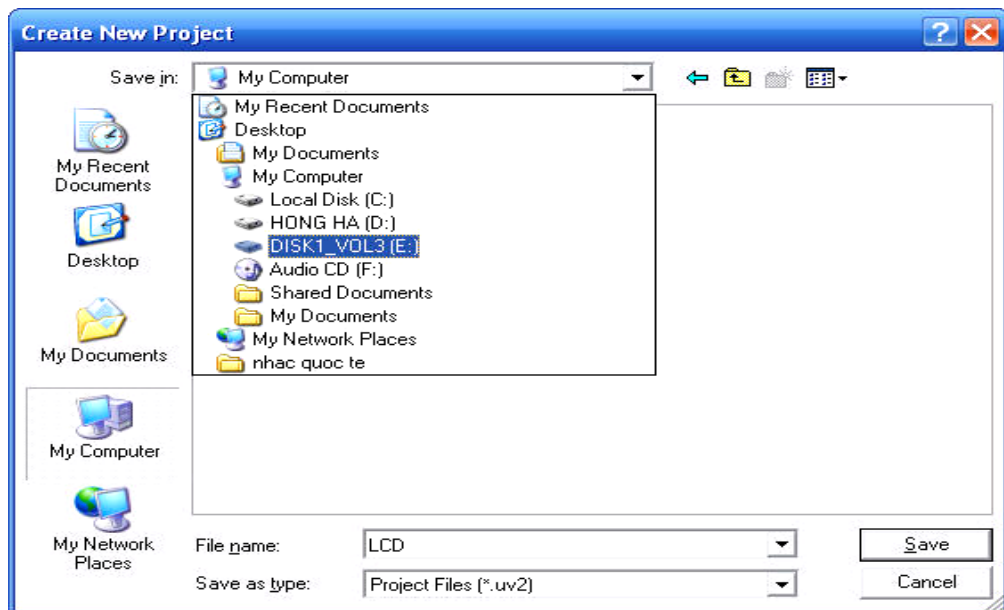 Create New Project
Save in:
My Computer
My Recent Documents
Desktop
My Documents
My Computer
Local Disk (C:)
HONG HA (D:)
DISK1_VOL3 (E:)
Audio CD (F:)
Shared Documents
My Documents
My Network Places
nhac quoc te
My Recent
Documents
Desktop
My Documents
My Computer
My Network
Places
File name:
LCD
Save
Save as type:
Project Files (*.uv2)
Cancel